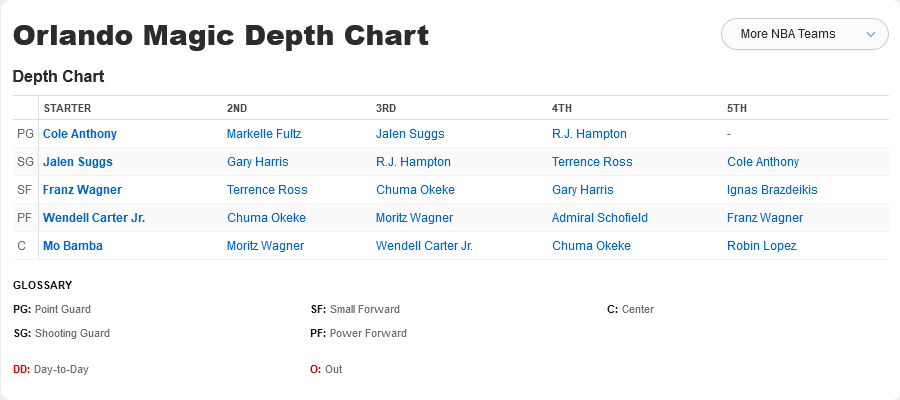 Orlando Magic Depth Chart
More NBA Teams
Depth Chart
STARTER 2ND 3RD 4TH 5TH
PG Cole Anthony Markelle Fultz Jalen Suggs R.J. Hampton -
SG Jalen Suggs Gary Harris R.J. Hampton Terrence Ross Cole Anthony
SF Franz Wagner Terrence Ross Chuma Okeke Gary Harris Ignas Brazdeikis
PF Wendell Carter Jr. Chuma Okeke Moritz Wagner Admiral Schofield Franz Wagner
C Mo Bamba Moritz Wagner Wendell Carter Jr. Chuma Okeke Robin Lopez
GLOSSARY
PG: Point Guard SF: Small Forward C: Center
SG: Shooting Guard PF: Power Forward
DD: Day-to-Day O: Out